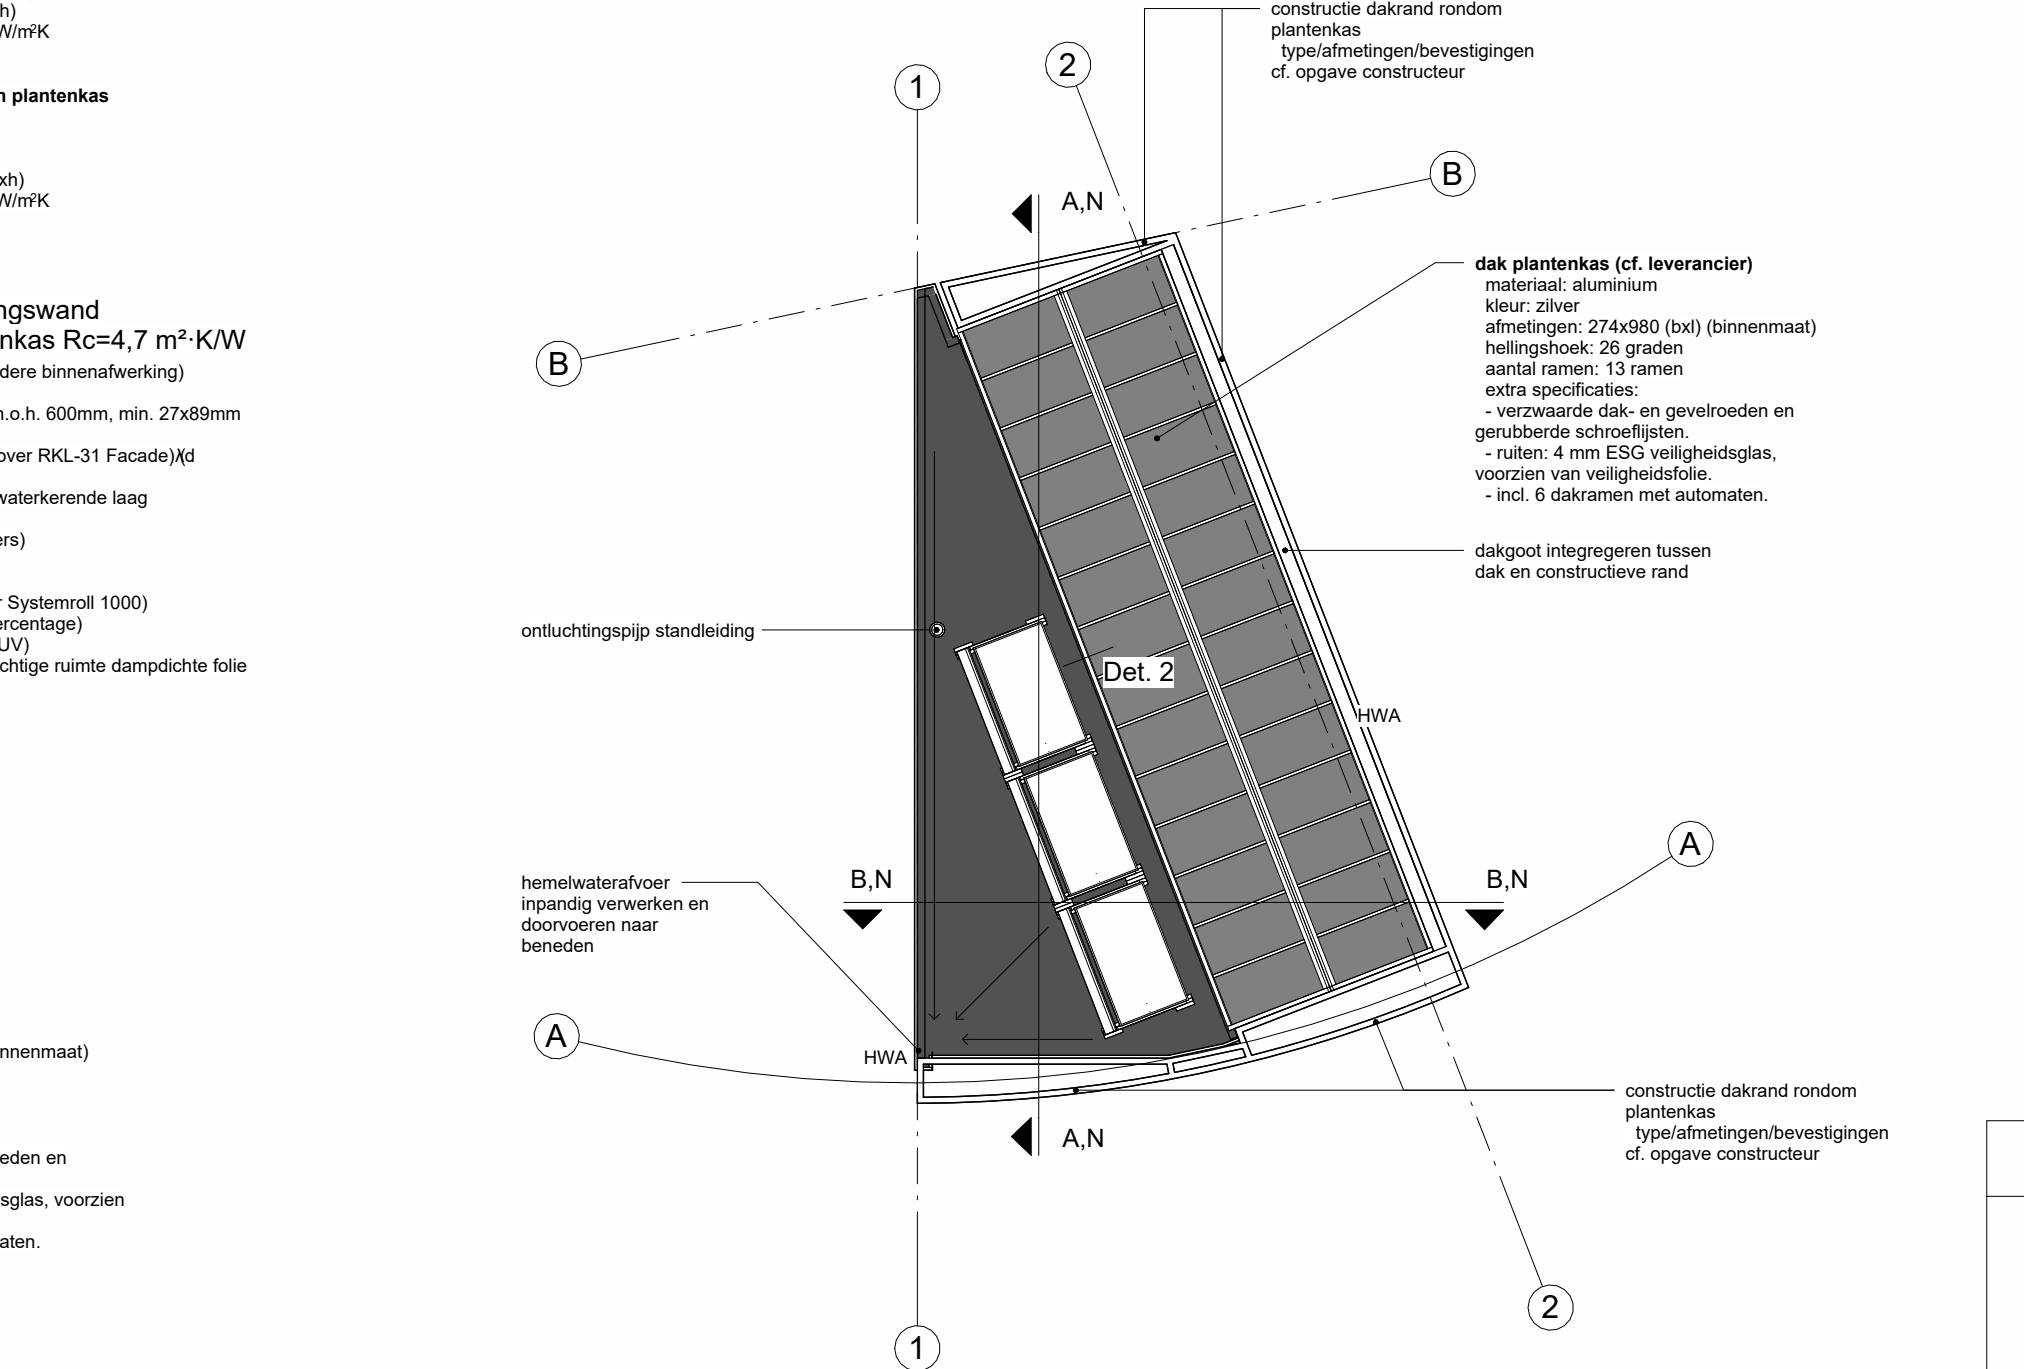 h)
W/m²K
n plantenkas
xh)
W/m²K
ngswand
nkas Rc=4,7 m²·K/W
dere binnenafwerking)
n.o.h. 600mm, min. 27x89mm
over RKL-31 Facade)
waterkerende laag
ers)
r Systemroll 1000)
ercentage)
UV)
chtige ruimte dampdichte folie
nnenmaat)
eden en
sglas, voorzien
aten.
constructie dakrand rondom
plantenkas
type/afmetingen/bevestigingen
cf. opgave constructeur
1
2
B
A,N
dak plantenkas (cf. leverancier)
materiaal: aluminium
kleur: zilver
afmetingen: 274x980 (bxl) (binnenmaat)
hellingshoek: 26 graden
aantal ramen: 13 ramen
extra specificaties:
- verzwaarde dak- en gevelroeden en
gerubberde schroeflijsten.
- ruiten: 4 mm ESG veiligheidsglas,
voorzien van veiligheidsfolie.
- incl. 6 dakramen met automaten.
B
dakgoot integregeren tussen
dak en constructieve rand
ontluchtingspijp standleiding
Det. 2
HWA
A
hemelwaterafvoer
inpandig verwerken en
doorvoeren naar
beneden
B,N
B,N
A
HWA
constructie dakrand rondom
plantenkas
type/afmetingen/bevestigingen
cf. opgave constructeur
A,N
2
1